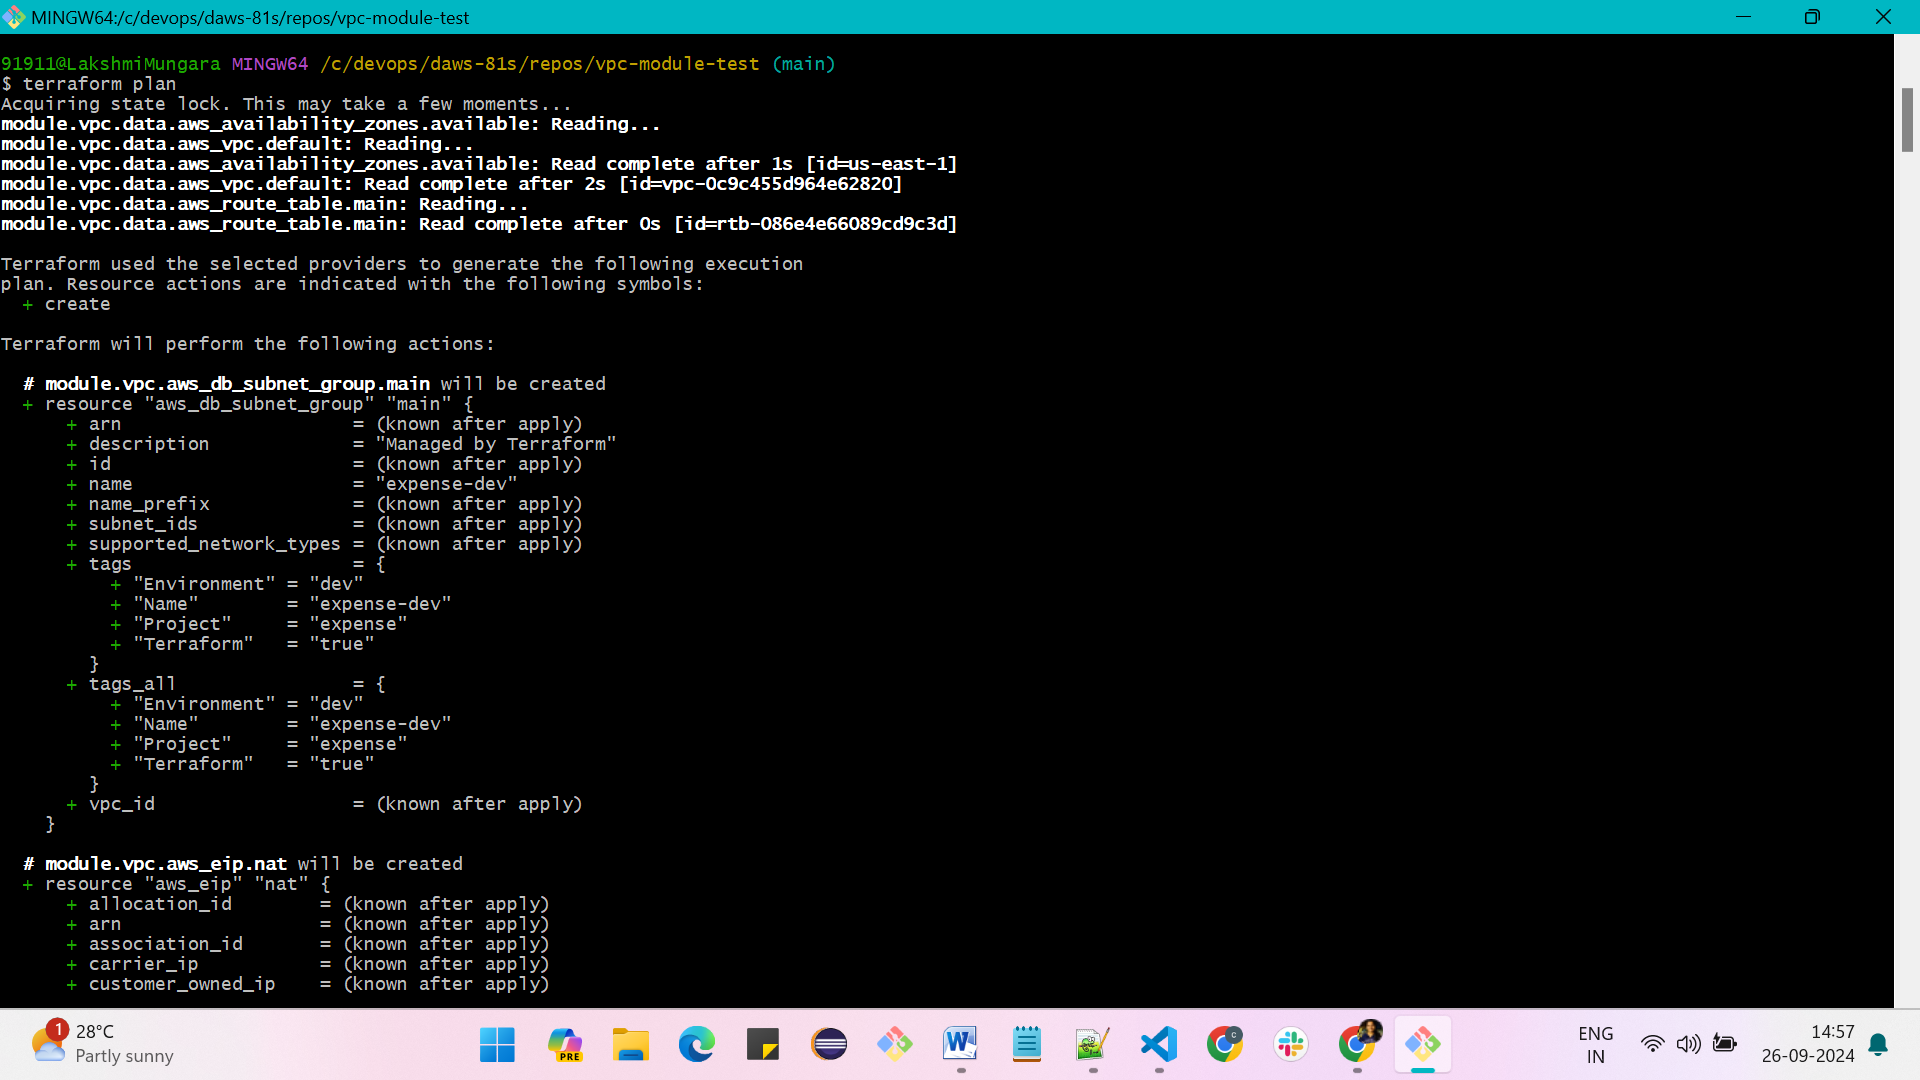 MINGW64:/c/devops/daws-81s/repos/vpc-module-test
91911@LakshmiMungara MINGW64 /c/devops/daws-81s/repos/vpc-module-test (main)
$ terraform plan
Acquiring state lock. This may take a few moments...
module.vpc.data.aws_availability_zones.available: Reading...
module.vpc.data.aws_vpc.default: Reading...
module.vpc.data.aws_availability_zones.available: Read complete after 1s [id=us-east-1]
module.vpc.data.aws_vpc.default: Read complete after 2s [id=vpc-0c9c455d964e62820]
module.vpc.data.aws_route_table.main: Reading...
module.vpc.data.aws_route_table.main: Read complete after 0s [id=rtb-086e4e66089cd9c3d]
Terraform used the selected providers to generate the following execution
plan. Resource actions are indicated with the following symbols:
  + create
Terraform will perform the following actions:
  # module.vpc.aws_db_subnet_group.main will be created
  + resource "aws_db_subnet_group" "main" {
      + arn                     = (known after apply)
      + description             = "Managed by Terraform"
      + id                      = (known after apply)
      + name                    = "expense-dev"
      + name_prefix             = (known after apply)
      + subnet_ids              = (known after apply)
      + supported_network_types = (known after apply)
      + tags                    = {
          + "Environment" = "dev"
          + "Name"        = "expense-dev"
          + "Project"     = "expense"
          + "Terraform"   = "true"
        }
      + tags_all                = {
          + "Environment" = "dev"
          + "Name"        = "expense-dev"
          + "Project"     = "expense"
          + "Terraform"   = "true"
        }
      + vpc_id                  = (known after apply)
    }
  # module.vpc.aws_eip.nat will be created
  + resource "aws_eip" "nat" {
      + allocation_id        = (known after apply)
      + arn                  = (known after apply)
      + association_id       = (known after apply)
      + carrier_ip           = (known after apply)
      + customer_owned_ip    = (known after apply)
1
28°C
Partly sunny
PRE
W
C
ENG
IN
14:57
26-09-2024